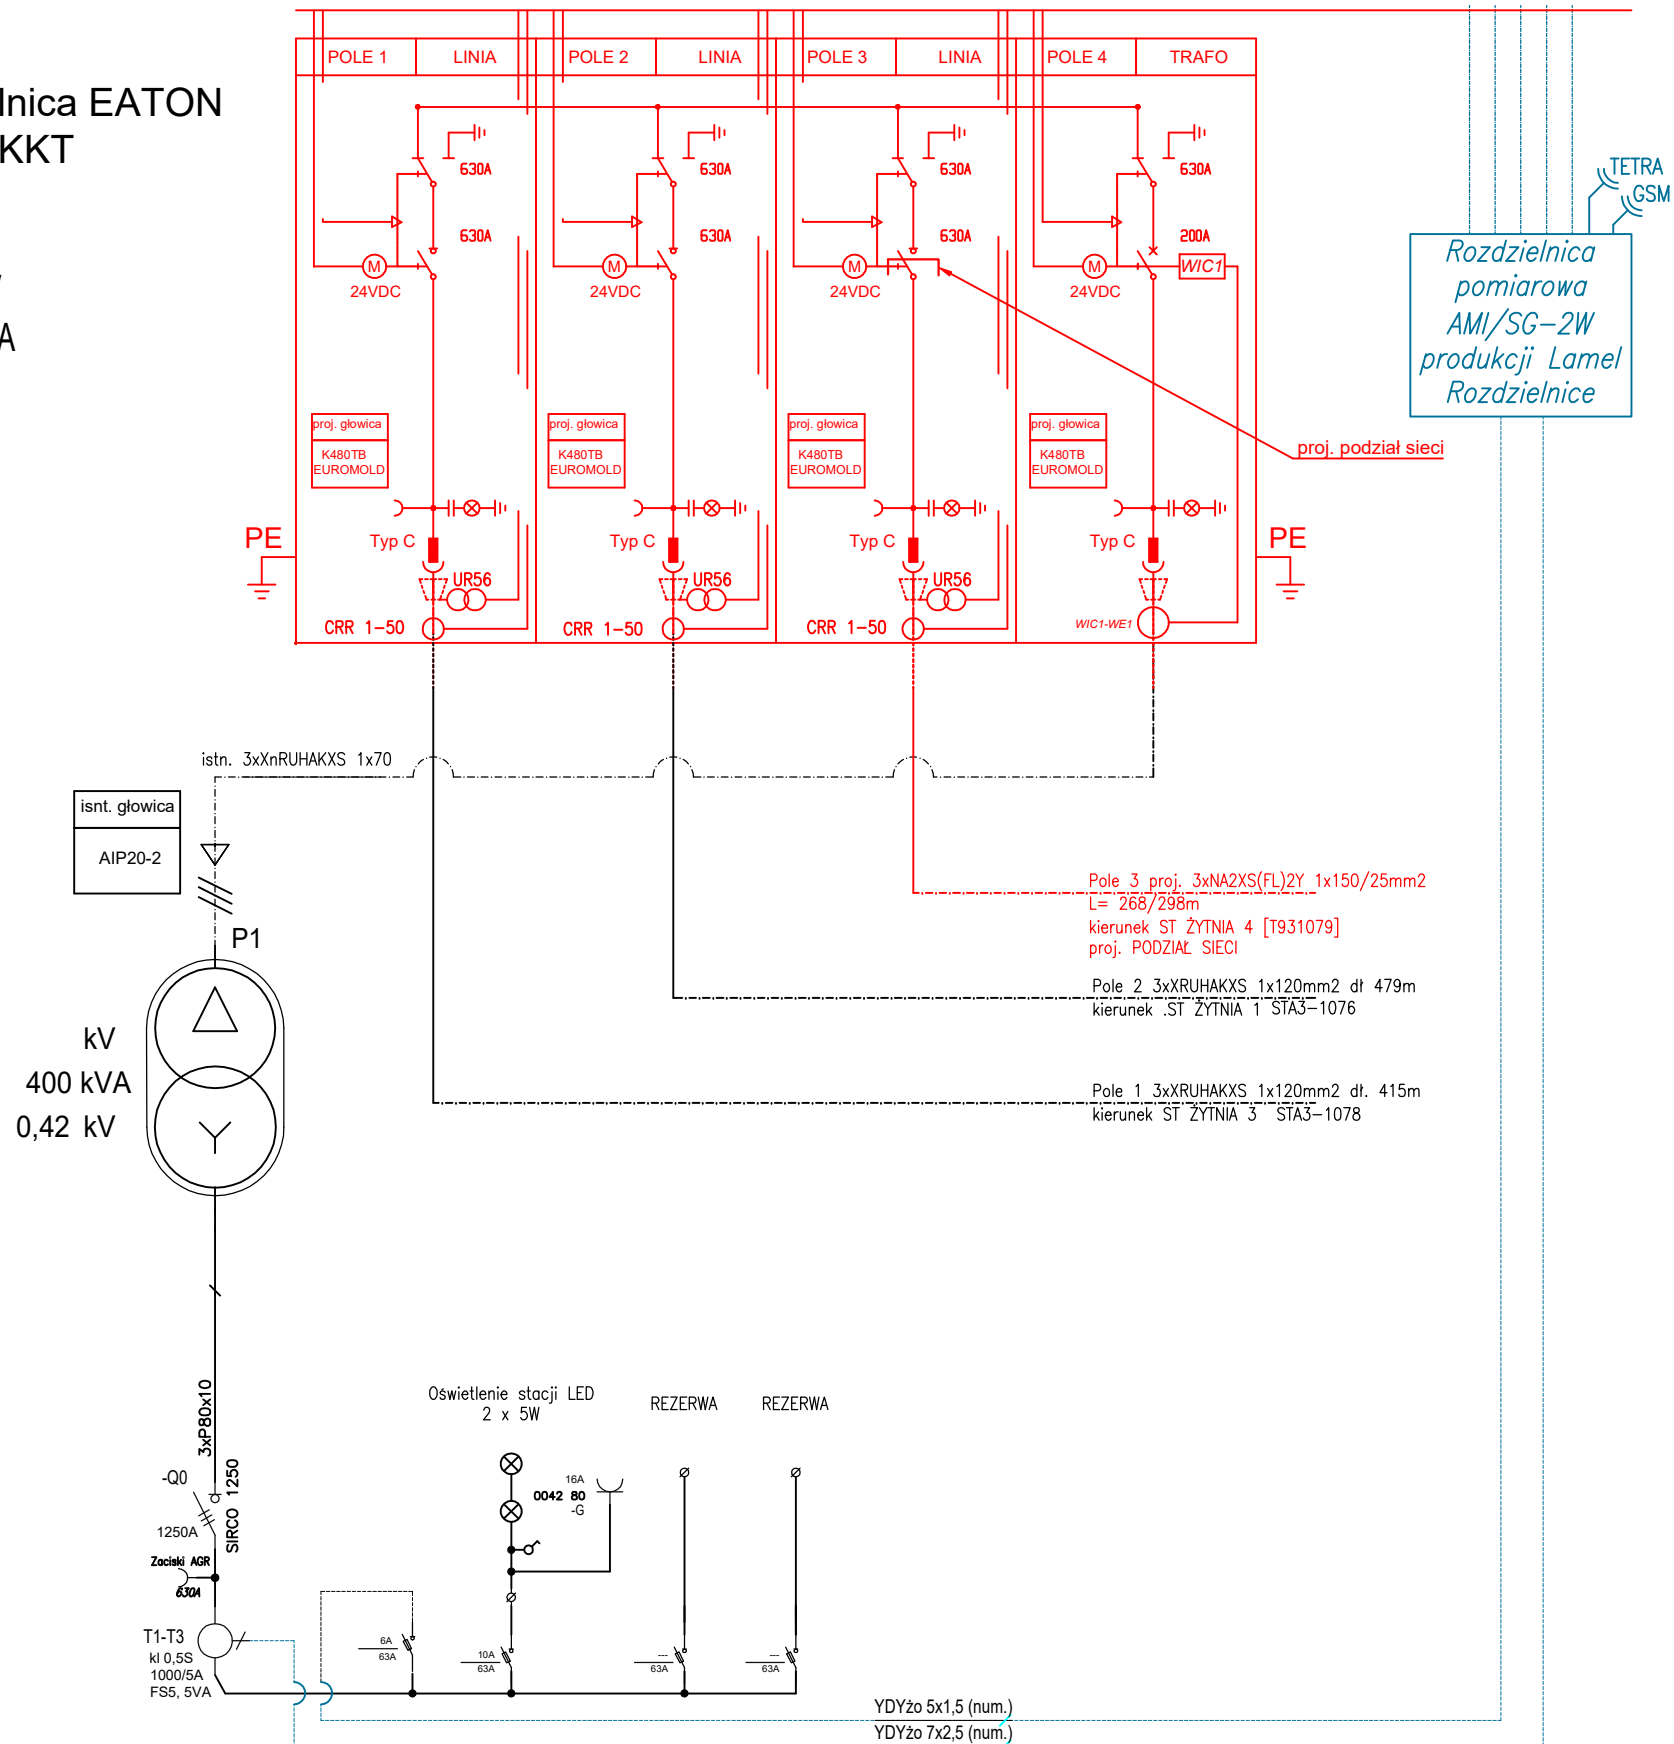 POLE 1 LINIA POLE 2 LINIA POLE 3 LINIA POLE 4 TRAFO
lnica EATON
KKT
A
630A 630A 630A 630A
630A 630A 630A 200A
M M M M WIC1
24VDC 24VDC 24VDC 24VDC
TETRA
GSM
Rozdzielnica
pomiarowa
AMI/SG-2W
produkcji Lamel
Rozdzielnice
proj. głowica
K480TB
EUROMOLD
proj. głowica
K480TB
EUROMOLD
proj. głowica
K480TB
EUROMOLD
proj. głowica
K480TB
EUROMOLD
proj. podział sieci
PE Typ C Typ C Typ C Typ C PE
UR56 UR56 UR56
CRR 1-50 CRR 1-50 CRR 1-50 WIC1-WE1
istn. 3xXnRUHAKXS 1x70
isnt. głowica
AIP20-2
P1
kV
400 kVA
0,42 kV
Pole 3 proj. 3xNA2XS(FL)2Y 1x150/25mm2
L= 268/298m
kierunek ST ŻYTNIA 4 [T931079]
proj. PODZIAŁ SIECI
Pole 2 3xXRUHAKXS 1x120mm2 dł 479m
kierunek .ST ŻYTNIA 1 STA3-1076
Pole 1 3xXRUHAKXS 1x120mm2 dł. 415m
kierunek ST ŻYTNIA 3 STA3-1078
3xP80x10
-Q0
1250A
SIRCO 1250
Zaciski AGR
630A
T1-T3
kl 0,5S
1000/5A
FS5, 5VA
Oświetlenie stacji LED
2 x 5W
REZERWA REZERWA
16A
0042 80
-G
6A
63A
10A
63A
---
63A
---
63A
YDYżo 5x1,5 (num.)
YDYżo 7x2,5 (num.)